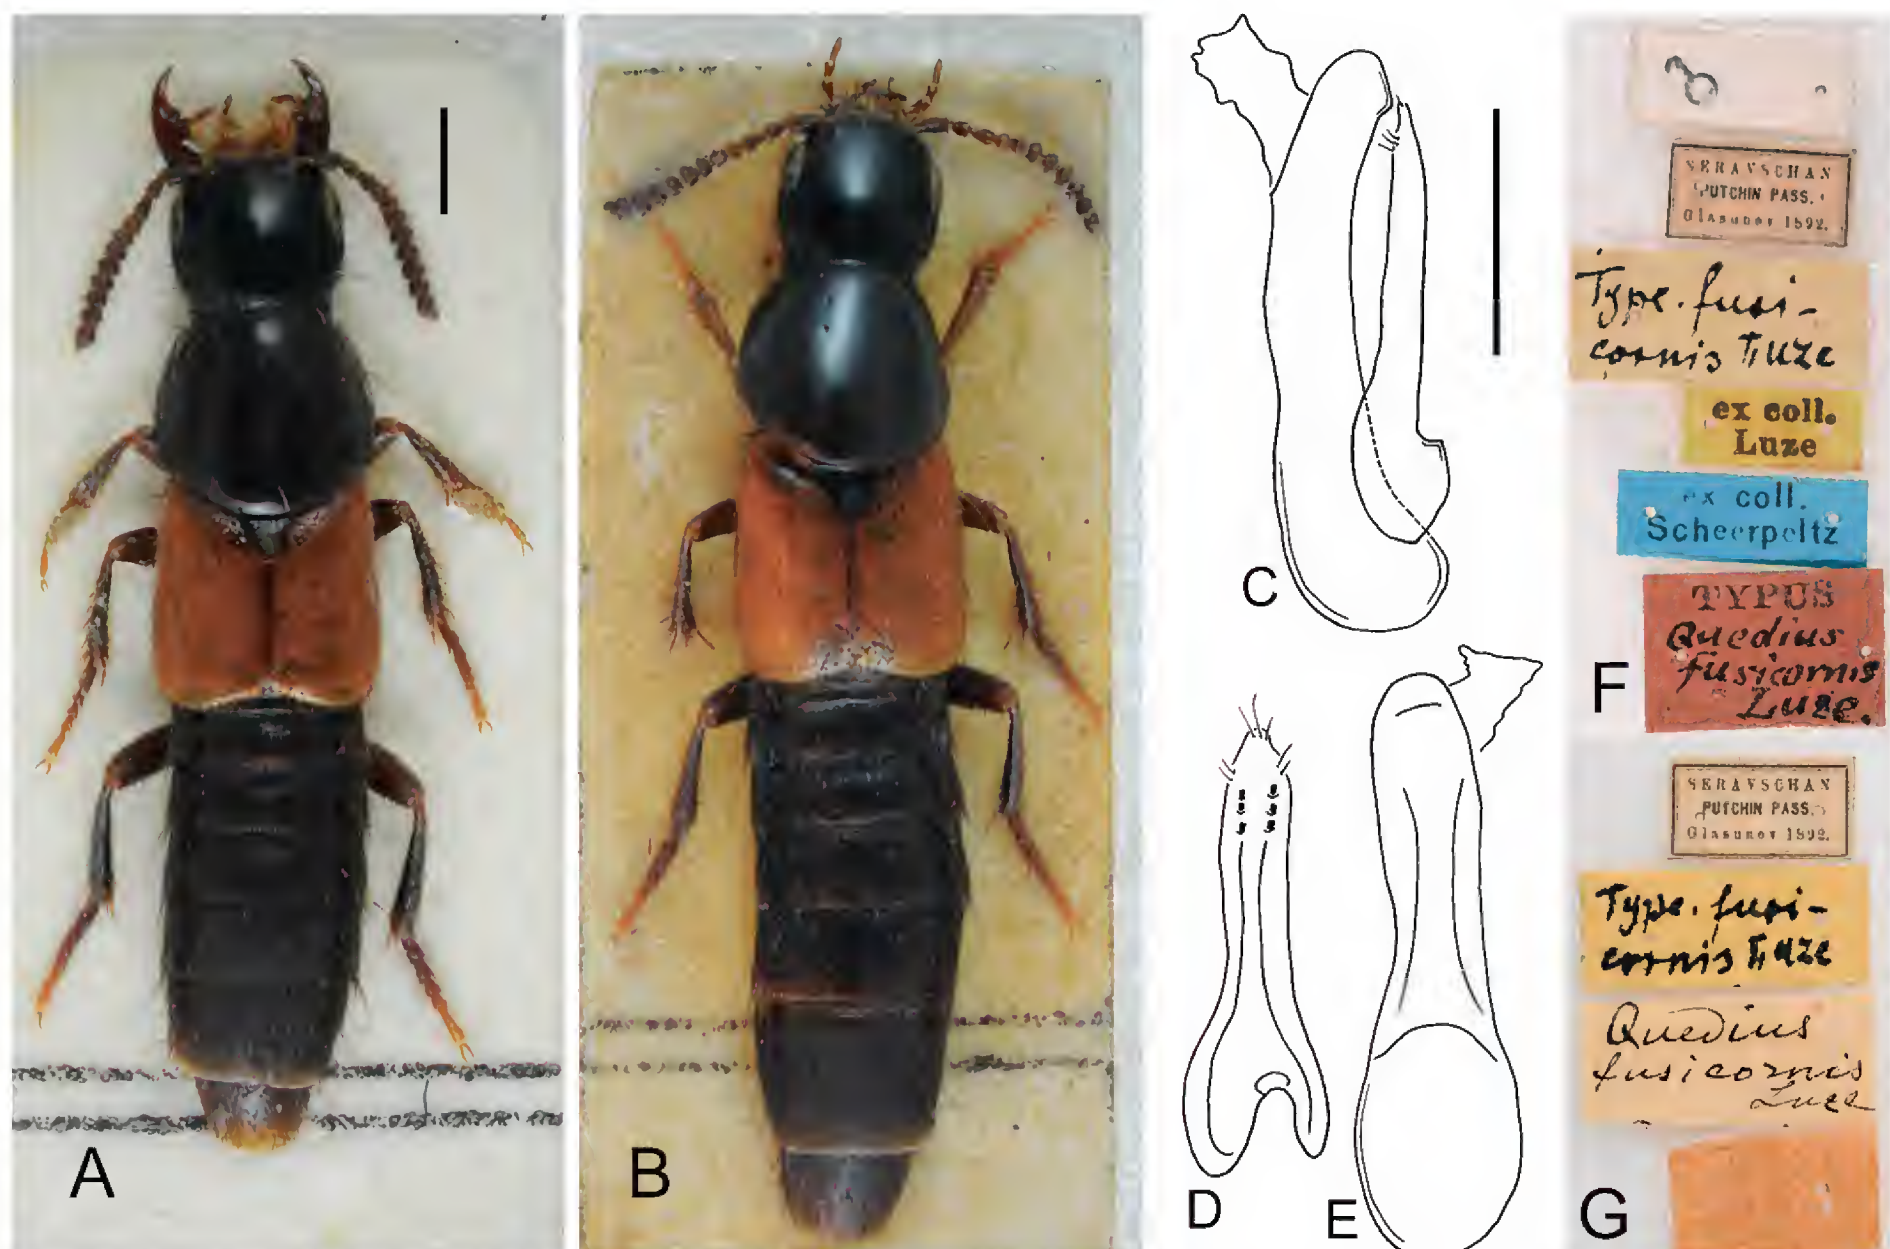 A
B
C
D
E
♂
SERAVSCHAN
PUTCHIN PASS.
Glasunov 1892.
Type. fusi-
cornis Luze
ex coll.
Luze
ex coll.
Scheerpeltz
TYPUS
Quedius
fusicornis
Luze.
F
SERAVSCHAN
PUTCHIN PASS.
Glasunov 1892.
Type. fusi-
cornis Luze
Quedius
fusicornis
Luze
G